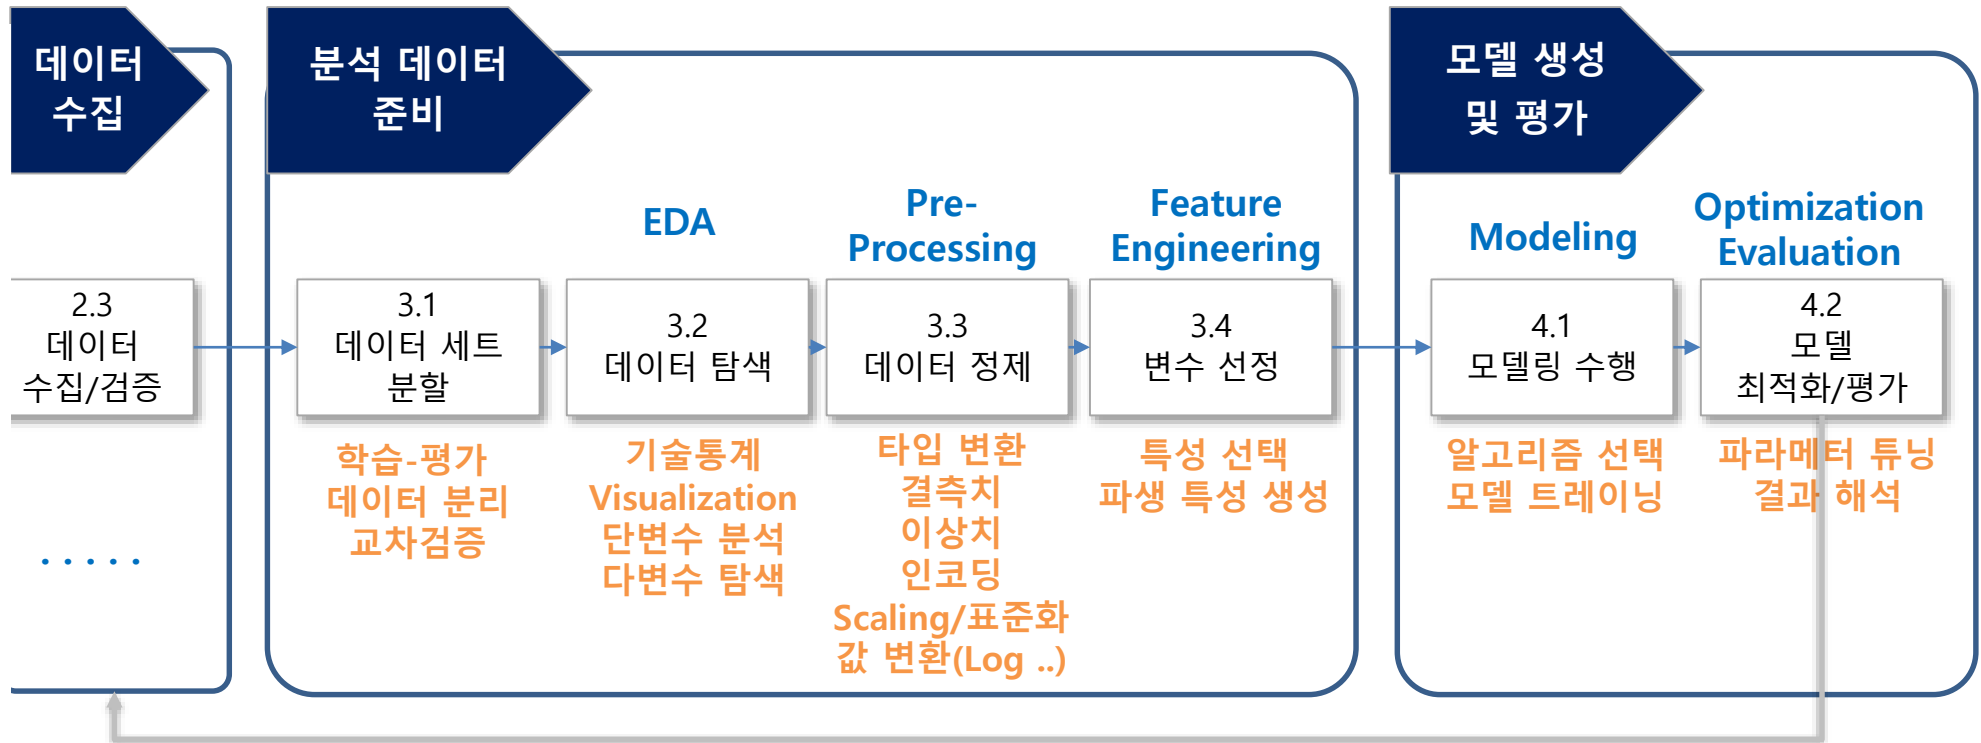 데이터
수집
분석 데이터
준비
모델 생성
및 평가
2.3
데이터
수집/검증
. . . . .
3.1
데이터 세트
분할
학습-평가
데이터 분리
교차검증
EDA
3.2
데이터 탐색
기술통계
Visualization
단변수 분석
다변수 탐색
Pre-
Processing
3.3
데이터 정제
타입 변환
결측치
이상치
인코딩
Scaling/표준화
값 변환(Log ..)
Feature
Engineering
3.4
변수 선정
특성 선택
파생 특성 생성
Modeling
4.1
모델링 수행
알고리즘 선택
모델 트레이닝
Optimization
Evaluation
4.2
모델
최적화/평가
파라메터 튜닝
결과 해석